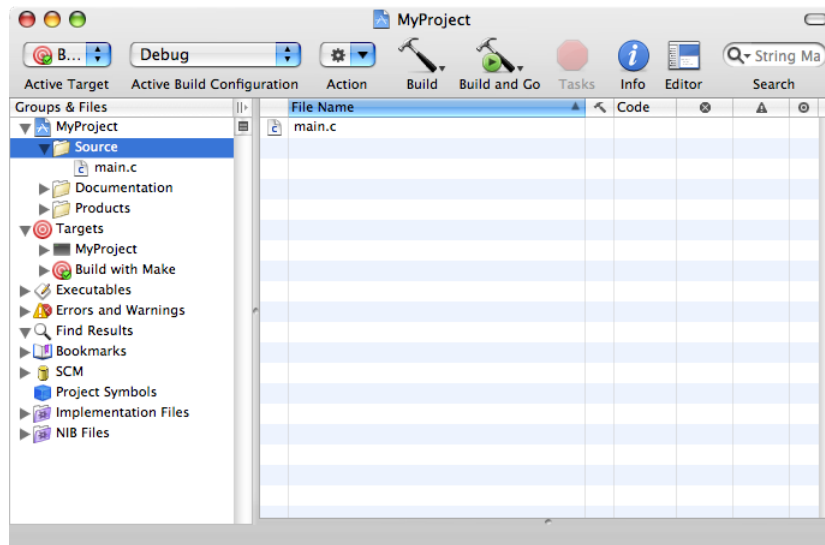 MyProject
B... Debug String Ma
Active Target Active Build Configuration Action Build Build and Go Tasks Info Editor Search
Groups & Files File Name Code
MyProject main.c
Source
main.c
Documentation
Products
Targets
MyProject
Build with Make
Executables
Errors and Warnings
Find Results
Bookmarks
SCM
Project Symbols
Implementation Files
NIB Files